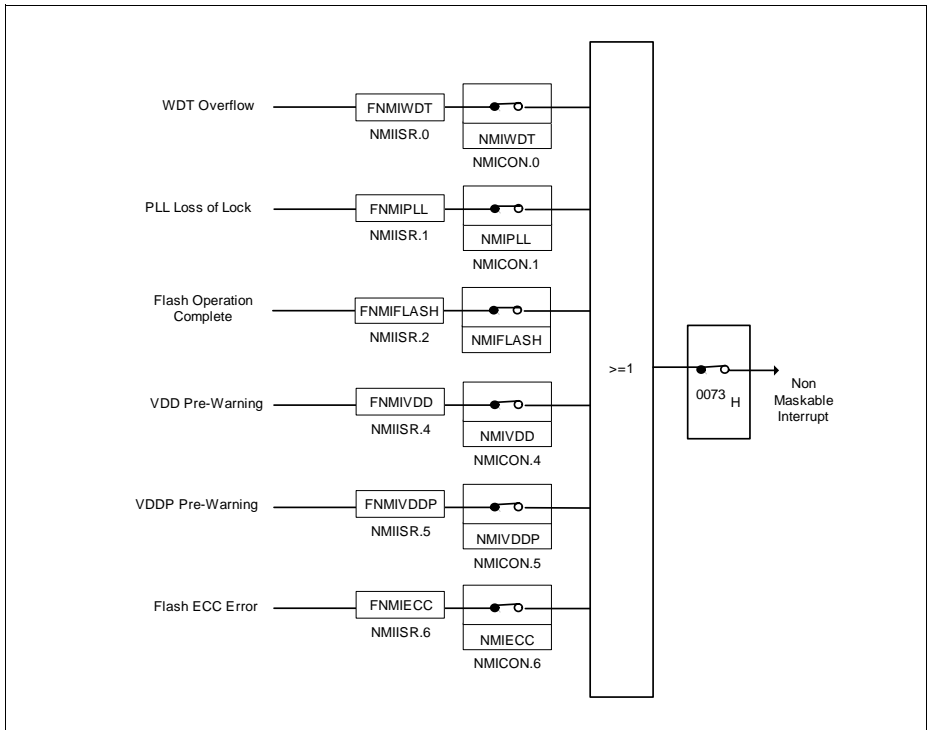 WDT Overflow
FNMIWDT
NMIISR.0
NMIWDT
NMICON.0
PLL Loss of Lock
FNMIPLL
NMIISR.1
NMIPLL
NMICON.1
Flash Operation
Complete
FNMIFLASH
NMIISR.2
NMIFLASH
>=1
0073 H
Non
Maskable
Interrupt
VDD Pre-Warning
FNMIVDD
NMIISR.4
NMIVDD
NMICON.4
VDDP Pre-Warning
FNMIVDDP
NMIISR.5
NMIVDDP
NMICON.5
Flash ECC Error
FNMIECC
NMIISR.6
NMIECC
NMICON.6